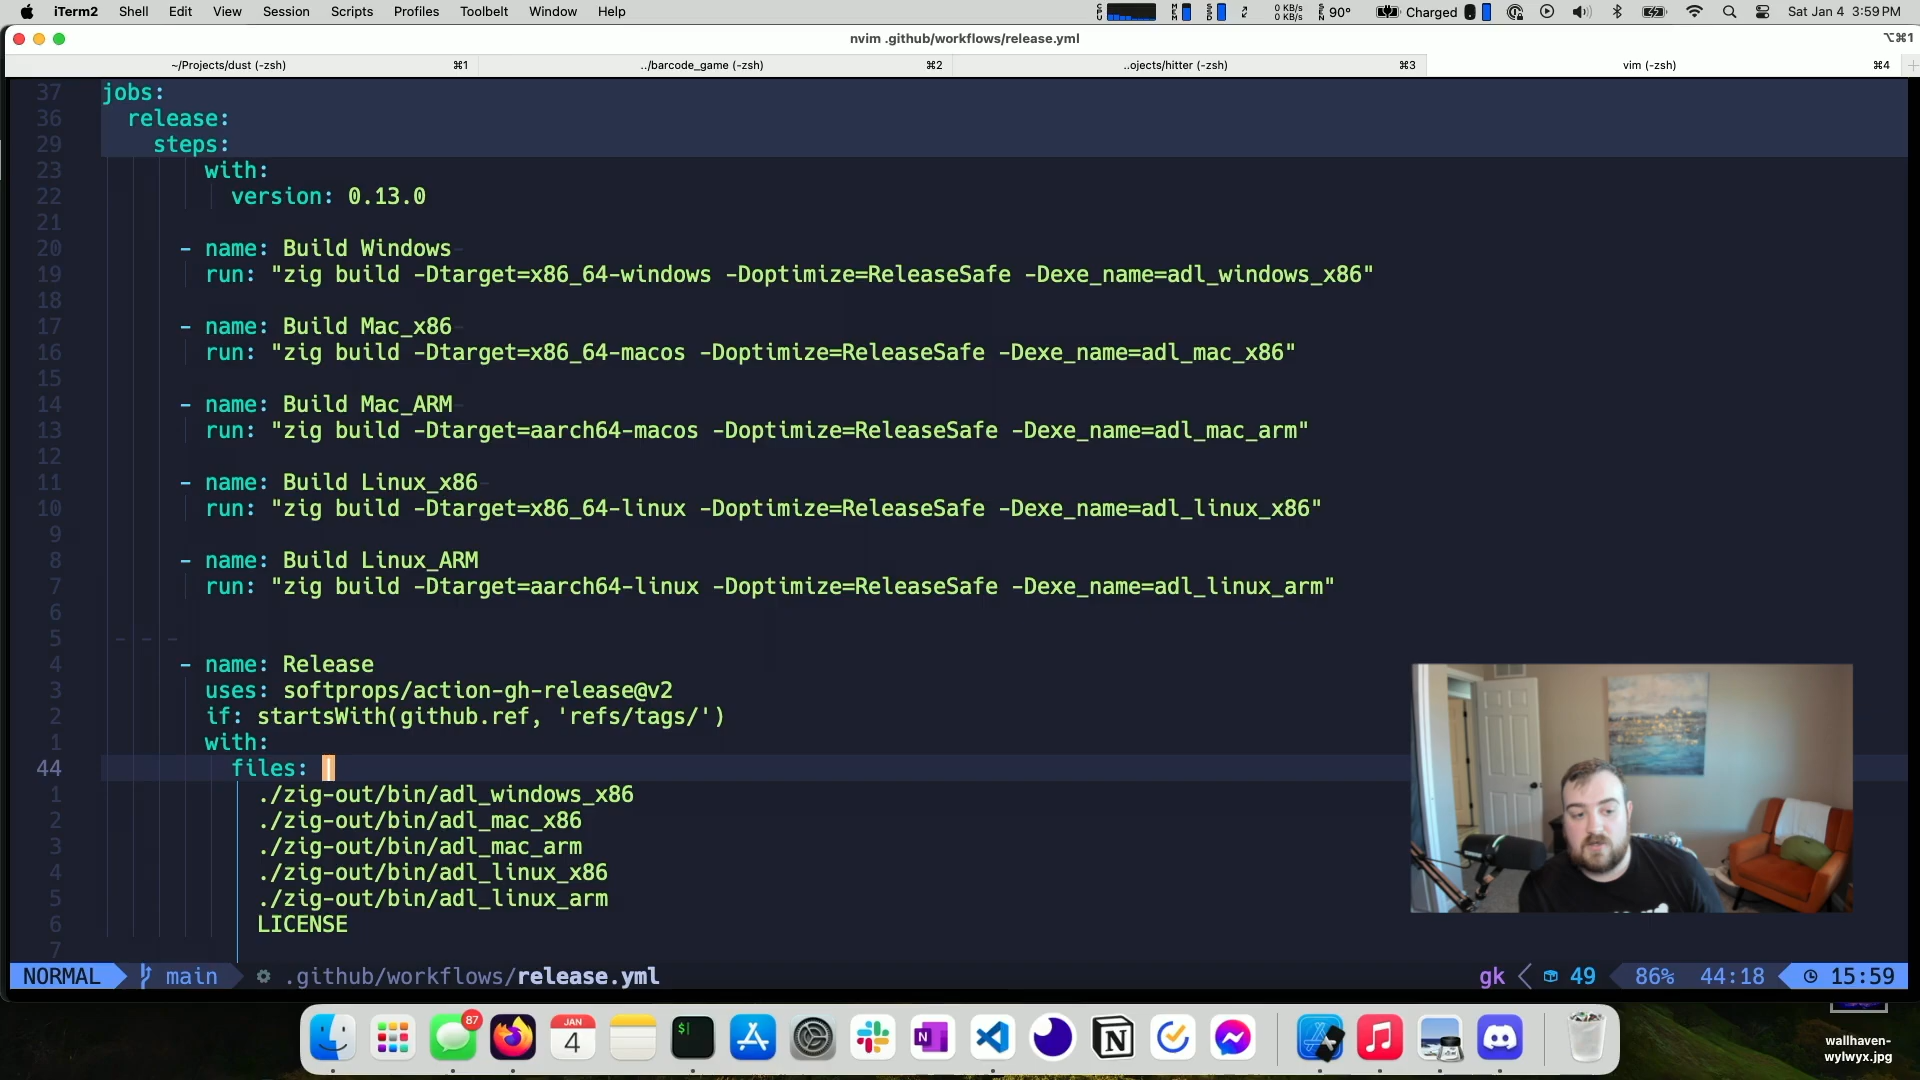 iTerm2 Shell Edit View Session Scripts Profiles Toolbelt Window Help
0 KB/s
0 KB/s
90° Charged Sat Jan 4 3:59 PM
nvim .github/workflows/release.yml ⌥⌘1
~/Projects/dust (-zsh) ⌘1 ../barcode_game (-zsh) ⌘2 ..ojects/hitter (-zsh) ⌘3 vim (-zsh) ⌘4
37 jobs:
36 release:
29 steps:
23 with:
22 version: 0.13.0
21
20 - name: Build Windows
19 run: "zig build -Dtarget=x86_64-windows -Doptimize=ReleaseSafe -Dexe_name=adl_windows_x86"
18
17 - name: Build Mac_x86
16 run: "zig build -Dtarget=x86_64-macos -Doptimize=ReleaseSafe -Dexe_name=adl_mac_x86"
15
14 - name: Build Mac_ARM
13 run: "zig build -Dtarget=aarch64-macos -Doptimize=ReleaseSafe -Dexe_name=adl_mac_arm"
12
11 - name: Build Linux_x86
10 run: "zig build -Dtarget=x86_64-linux -Doptimize=ReleaseSafe -Dexe_name=adl_linux_x86"
9
8 - name: Build Linux_ARM
7 run: "zig build -Dtarget=aarch64-linux -Doptimize=ReleaseSafe -Dexe_name=adl_linux_arm"
6
5 - - -
4 - name: Release
3 uses: softprops/action-gh-release@v2
2 if: startsWith(github.ref, 'refs/tags/')
1 with:
44 files: |
1 ./zig-out/bin/adl_windows_x86
2 ./zig-out/bin/adl_mac_x86
3 ./zig-out/bin/adl_mac_arm
4 ./zig-out/bin/adl_linux_x86
5 ./zig-out/bin/adl_linux_arm
6 LICENSE
7
NORMAL main .github/workflows/release.yml gk 49 86% 44:18 15:59
87
JAN
4
$
N
N
wallhaven-
wylwyx.jpg